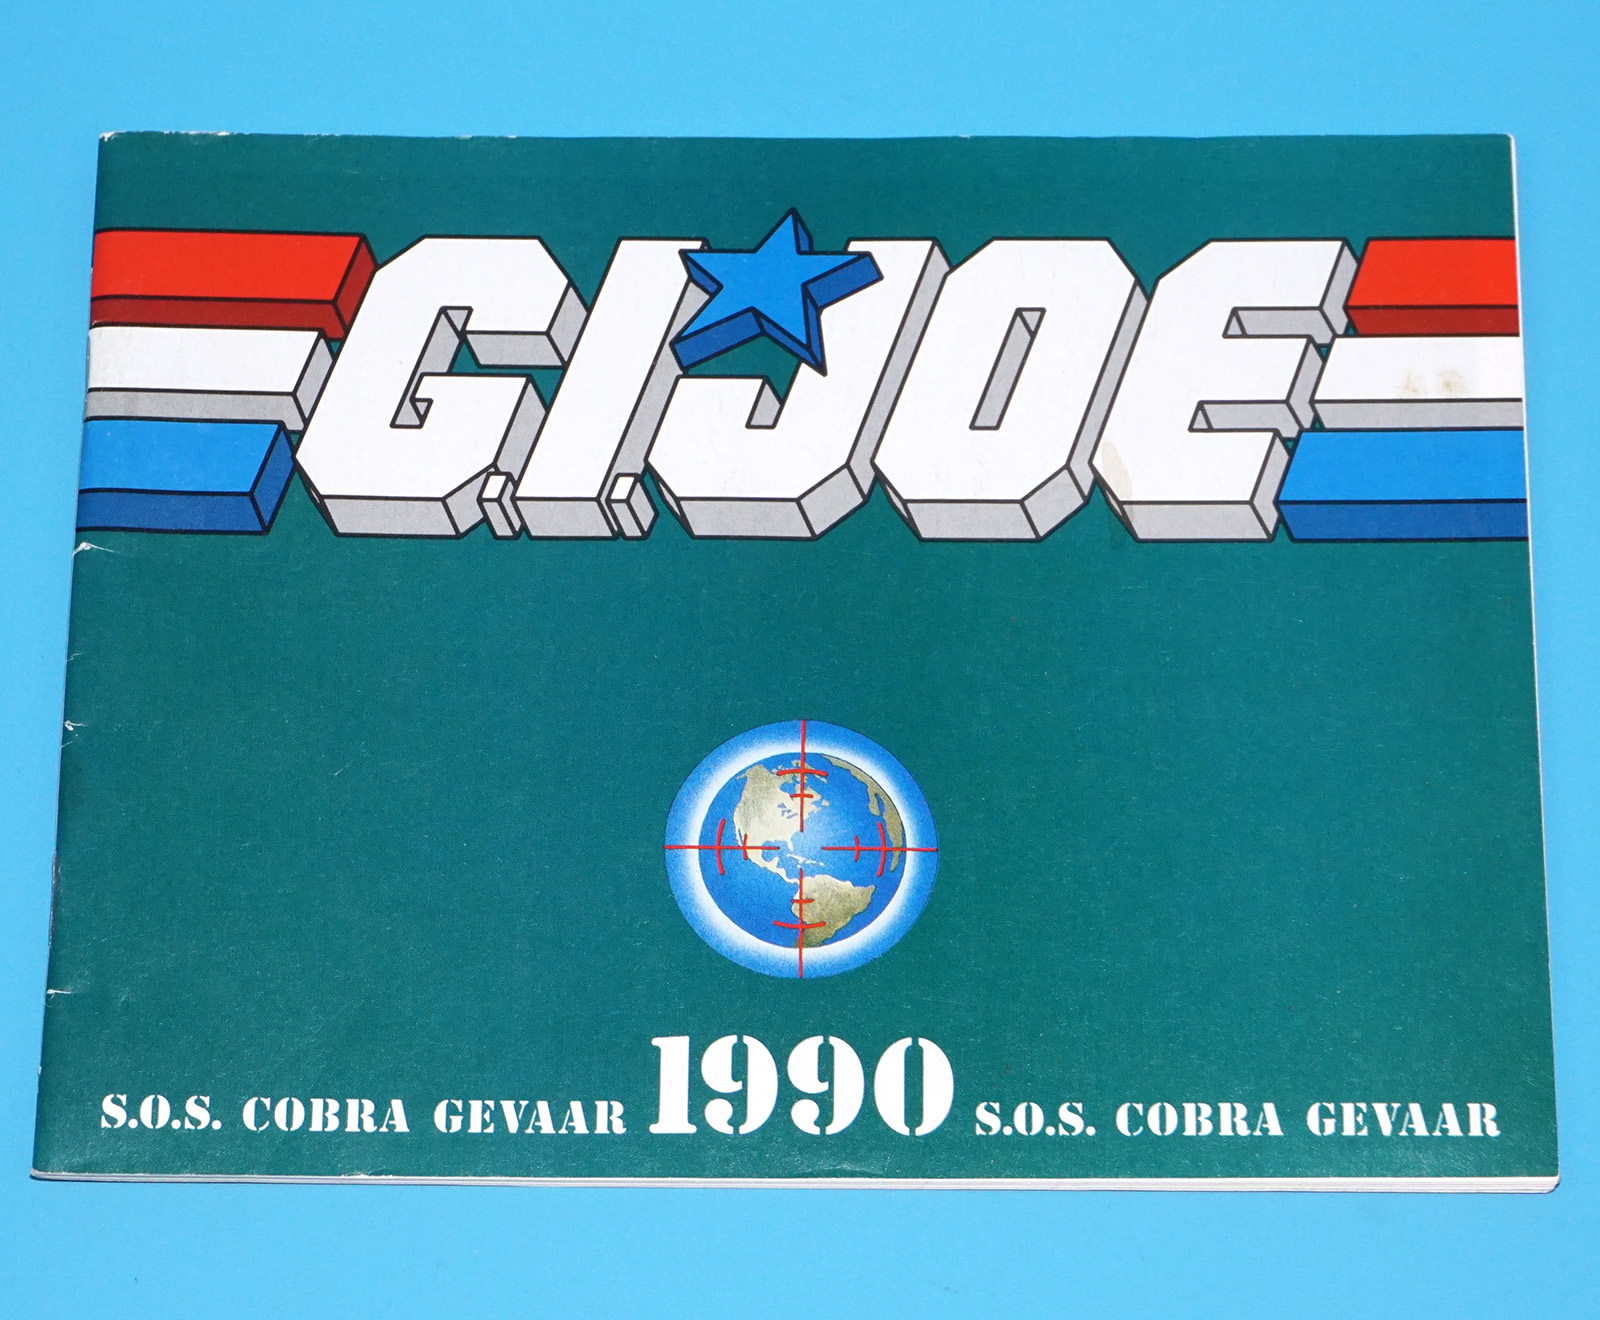 G.I.JOE
S.O.S. COBRA GEVAAR 1990 S.O.S. COBRA GEVAAR